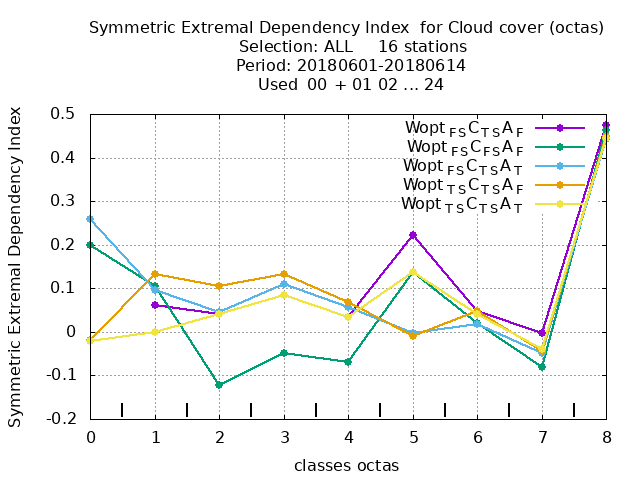 Symmetric Extremal Dependency Index  for Cloud cover (octas)
Selection: ALL     16 stations
Period: 20180601-20180614
Used  00 + 01 02 ... 24
Symmetric Extremal Dependency Index
0.5
0.4
0.3
0.2
0.1
0
-0.1
-0.2
Wopt FS C TS A F
Wopt FS C FS A F
Wopt FS C TS A T
Wopt TS C TS A F
Wopt TS C TS A T
0 1 2 3 4 5 6 7 8
classes octas